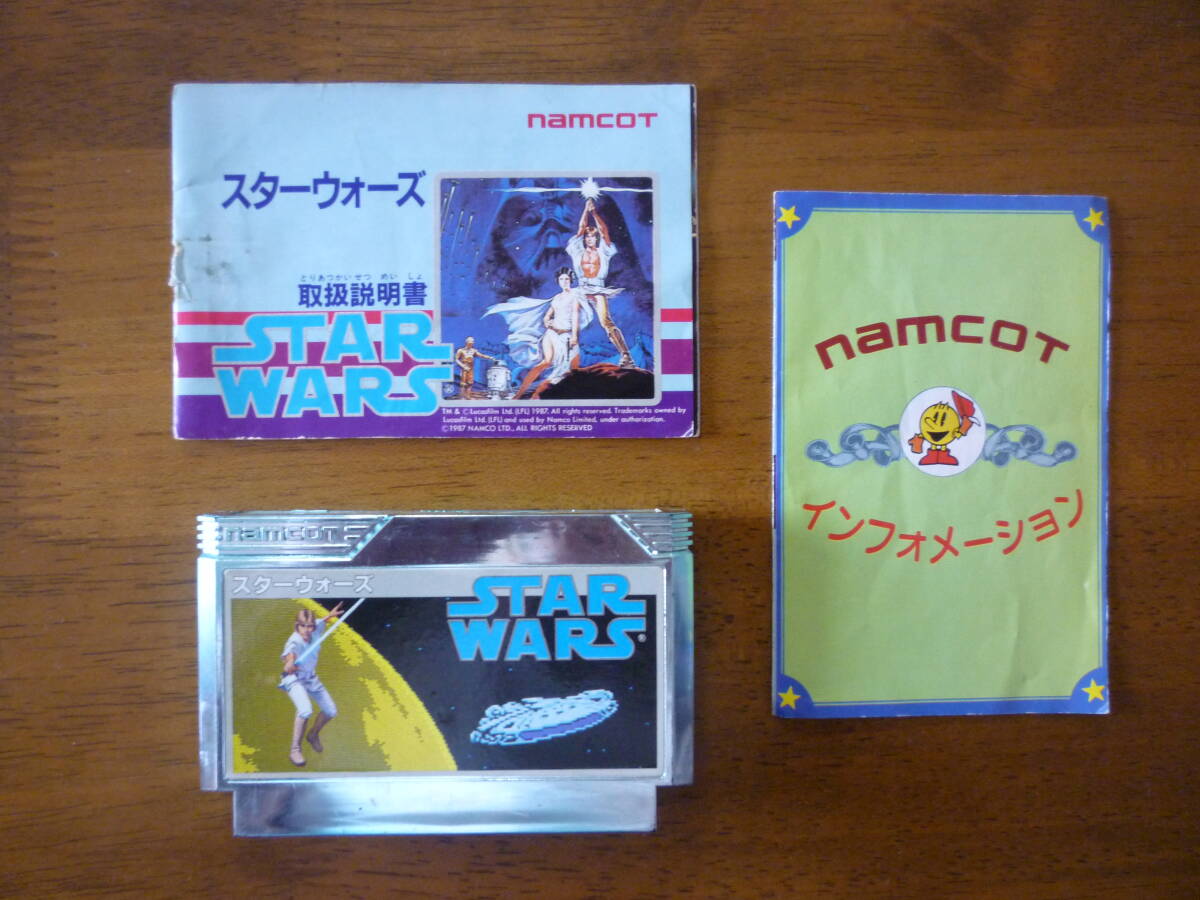 namcoT
スターウォーズ
とりあつかいせつめいしょ
取扱説明書
STAR
WARS
TM & ©Lucasfilm Ltd. (LFL) 1987. All rights reserved. Trademarks owned by
Lucasfilm Ltd. (LFL) and used by Namco Limited, under authorization.
©1987 NAMCO LTD., ALL RIGHTS RESERVED
namcoT
インフォメーション
namcoT
スターウォーズ
STAR
WARS®